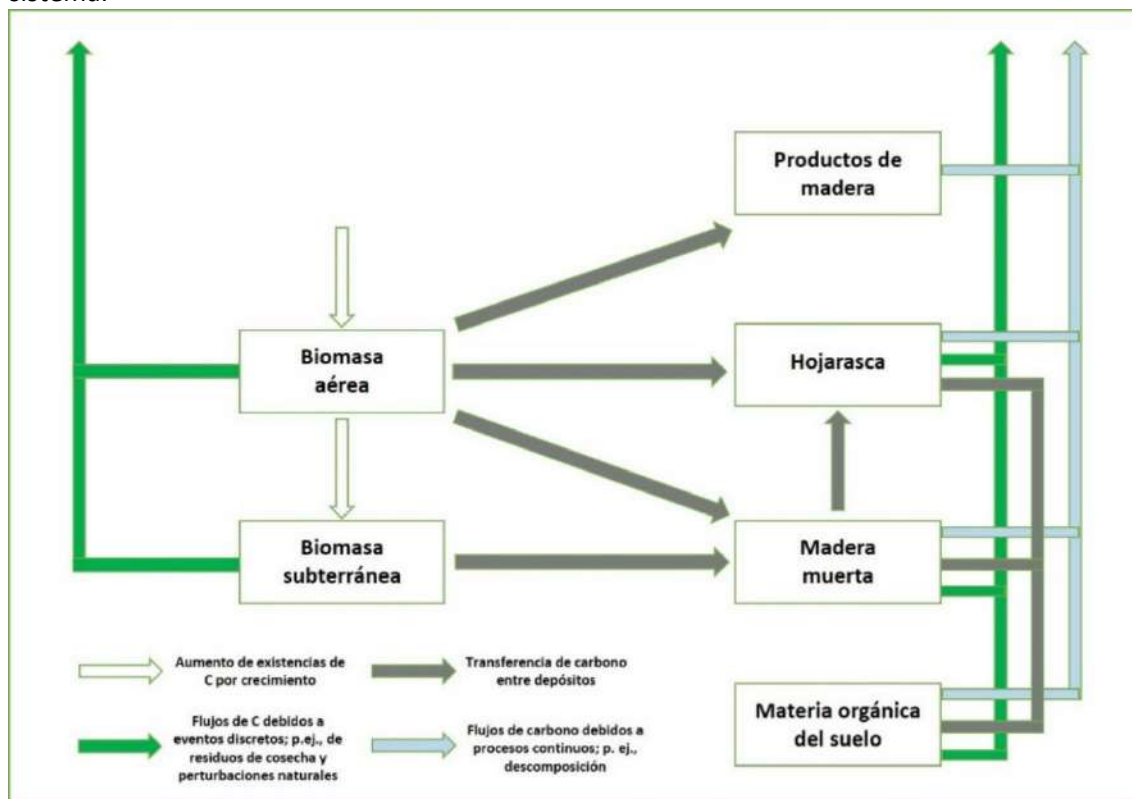 sistema.
Productos de
madera
Biomasa
aérea
Hojarasca
Biomasa
subterránea
Madera
muerta
Aumento de existencias de
C por crecimiento
Transferencia de carbono
entre depósitos
Materia orgánica
del suelo
Flujos de C debidos a
eventos discretos; p.ej., de
residuos de cosecha y
perturbaciones naturales
Flujos de carbono debidos a
procesos continuos; p. ej.,
descomposición